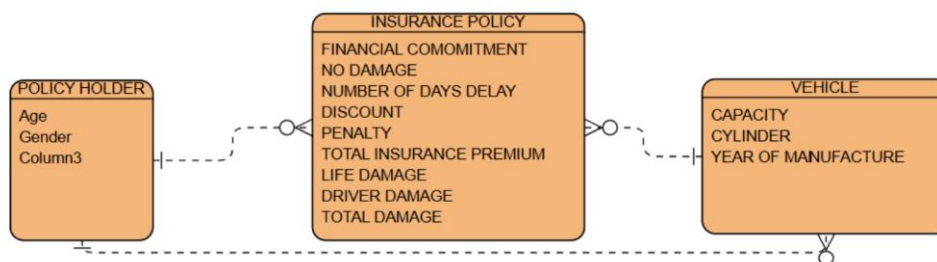 POLICY HOLDER
Age
Gender
Column3
INSURANCE POLICY
FINANCIAL COMOMITMENT
NO DAMAGE
NUMBER OF DAYS DELAY
DISCOUNT
PENALTY
TOTAL INSURANCE PREMIUM
LIFE DAMAGE
DRIVER DAMAGE
TOTAL DAMAGE
VEHICLE
CAPACITY
CYLINDER
YEAR OF MANUFACTURE